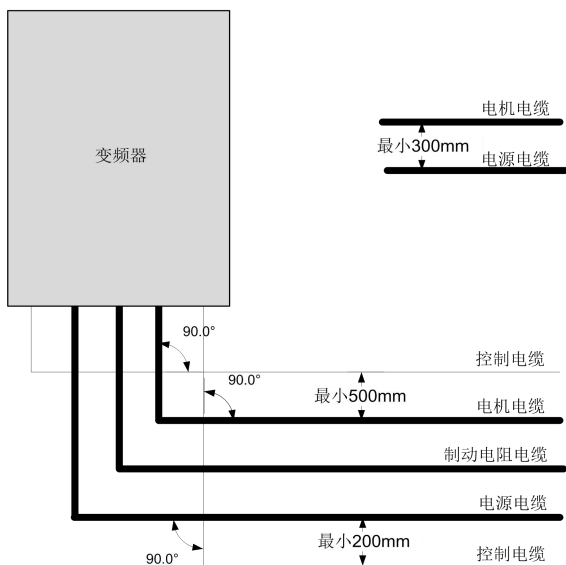 电机电缆
变频器
最小300mm
电源电缆
90.0°
控制电缆
90.0°
最小500mm
电机电缆
制动电阻电缆
电源电缆
最小200mm
90.0°
控制电缆